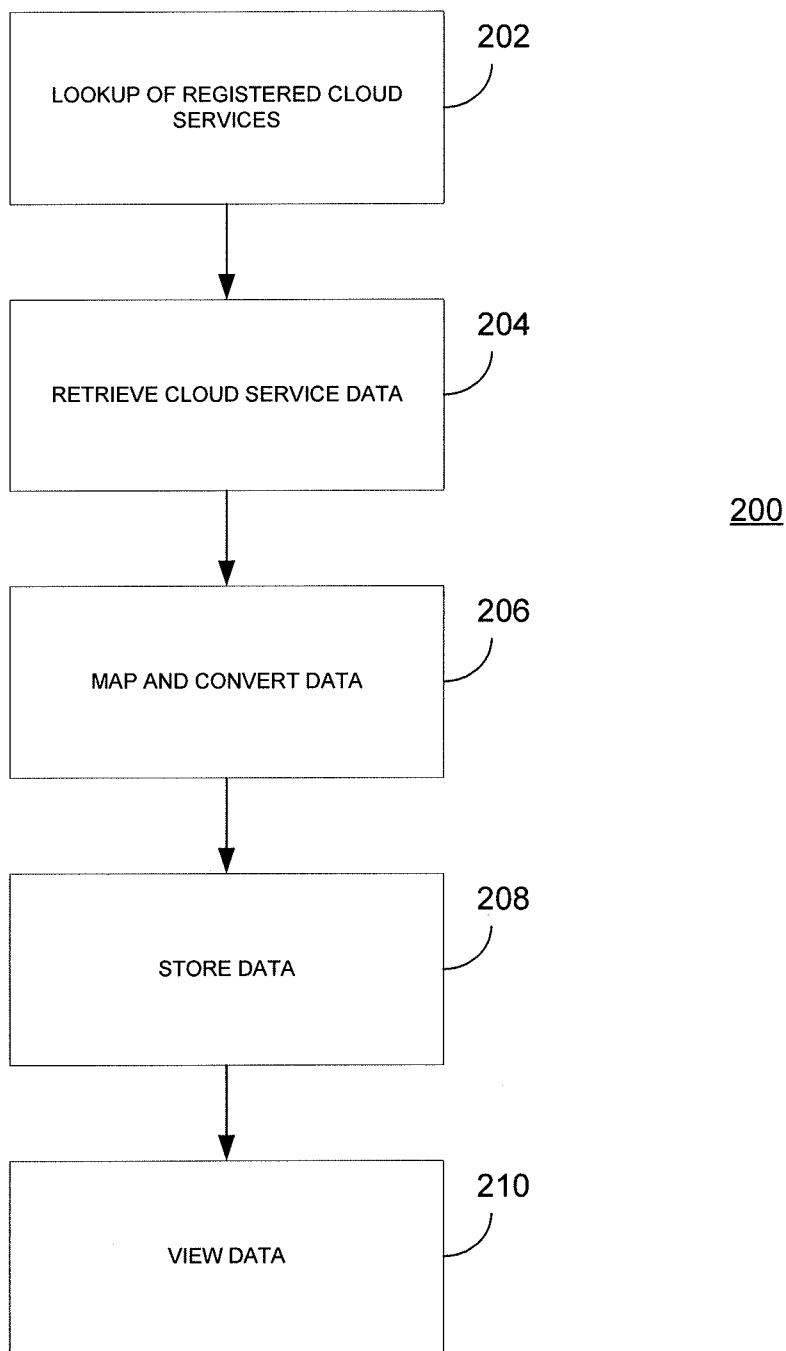 202
LOOKUP OF REGISTERED CLOUD
SERVICES
204
RETRIEVE CLOUD SERVICE DATA
200
206
MAP AND CONVERT DATA
208
STORE DATA
210
VIEW DATA